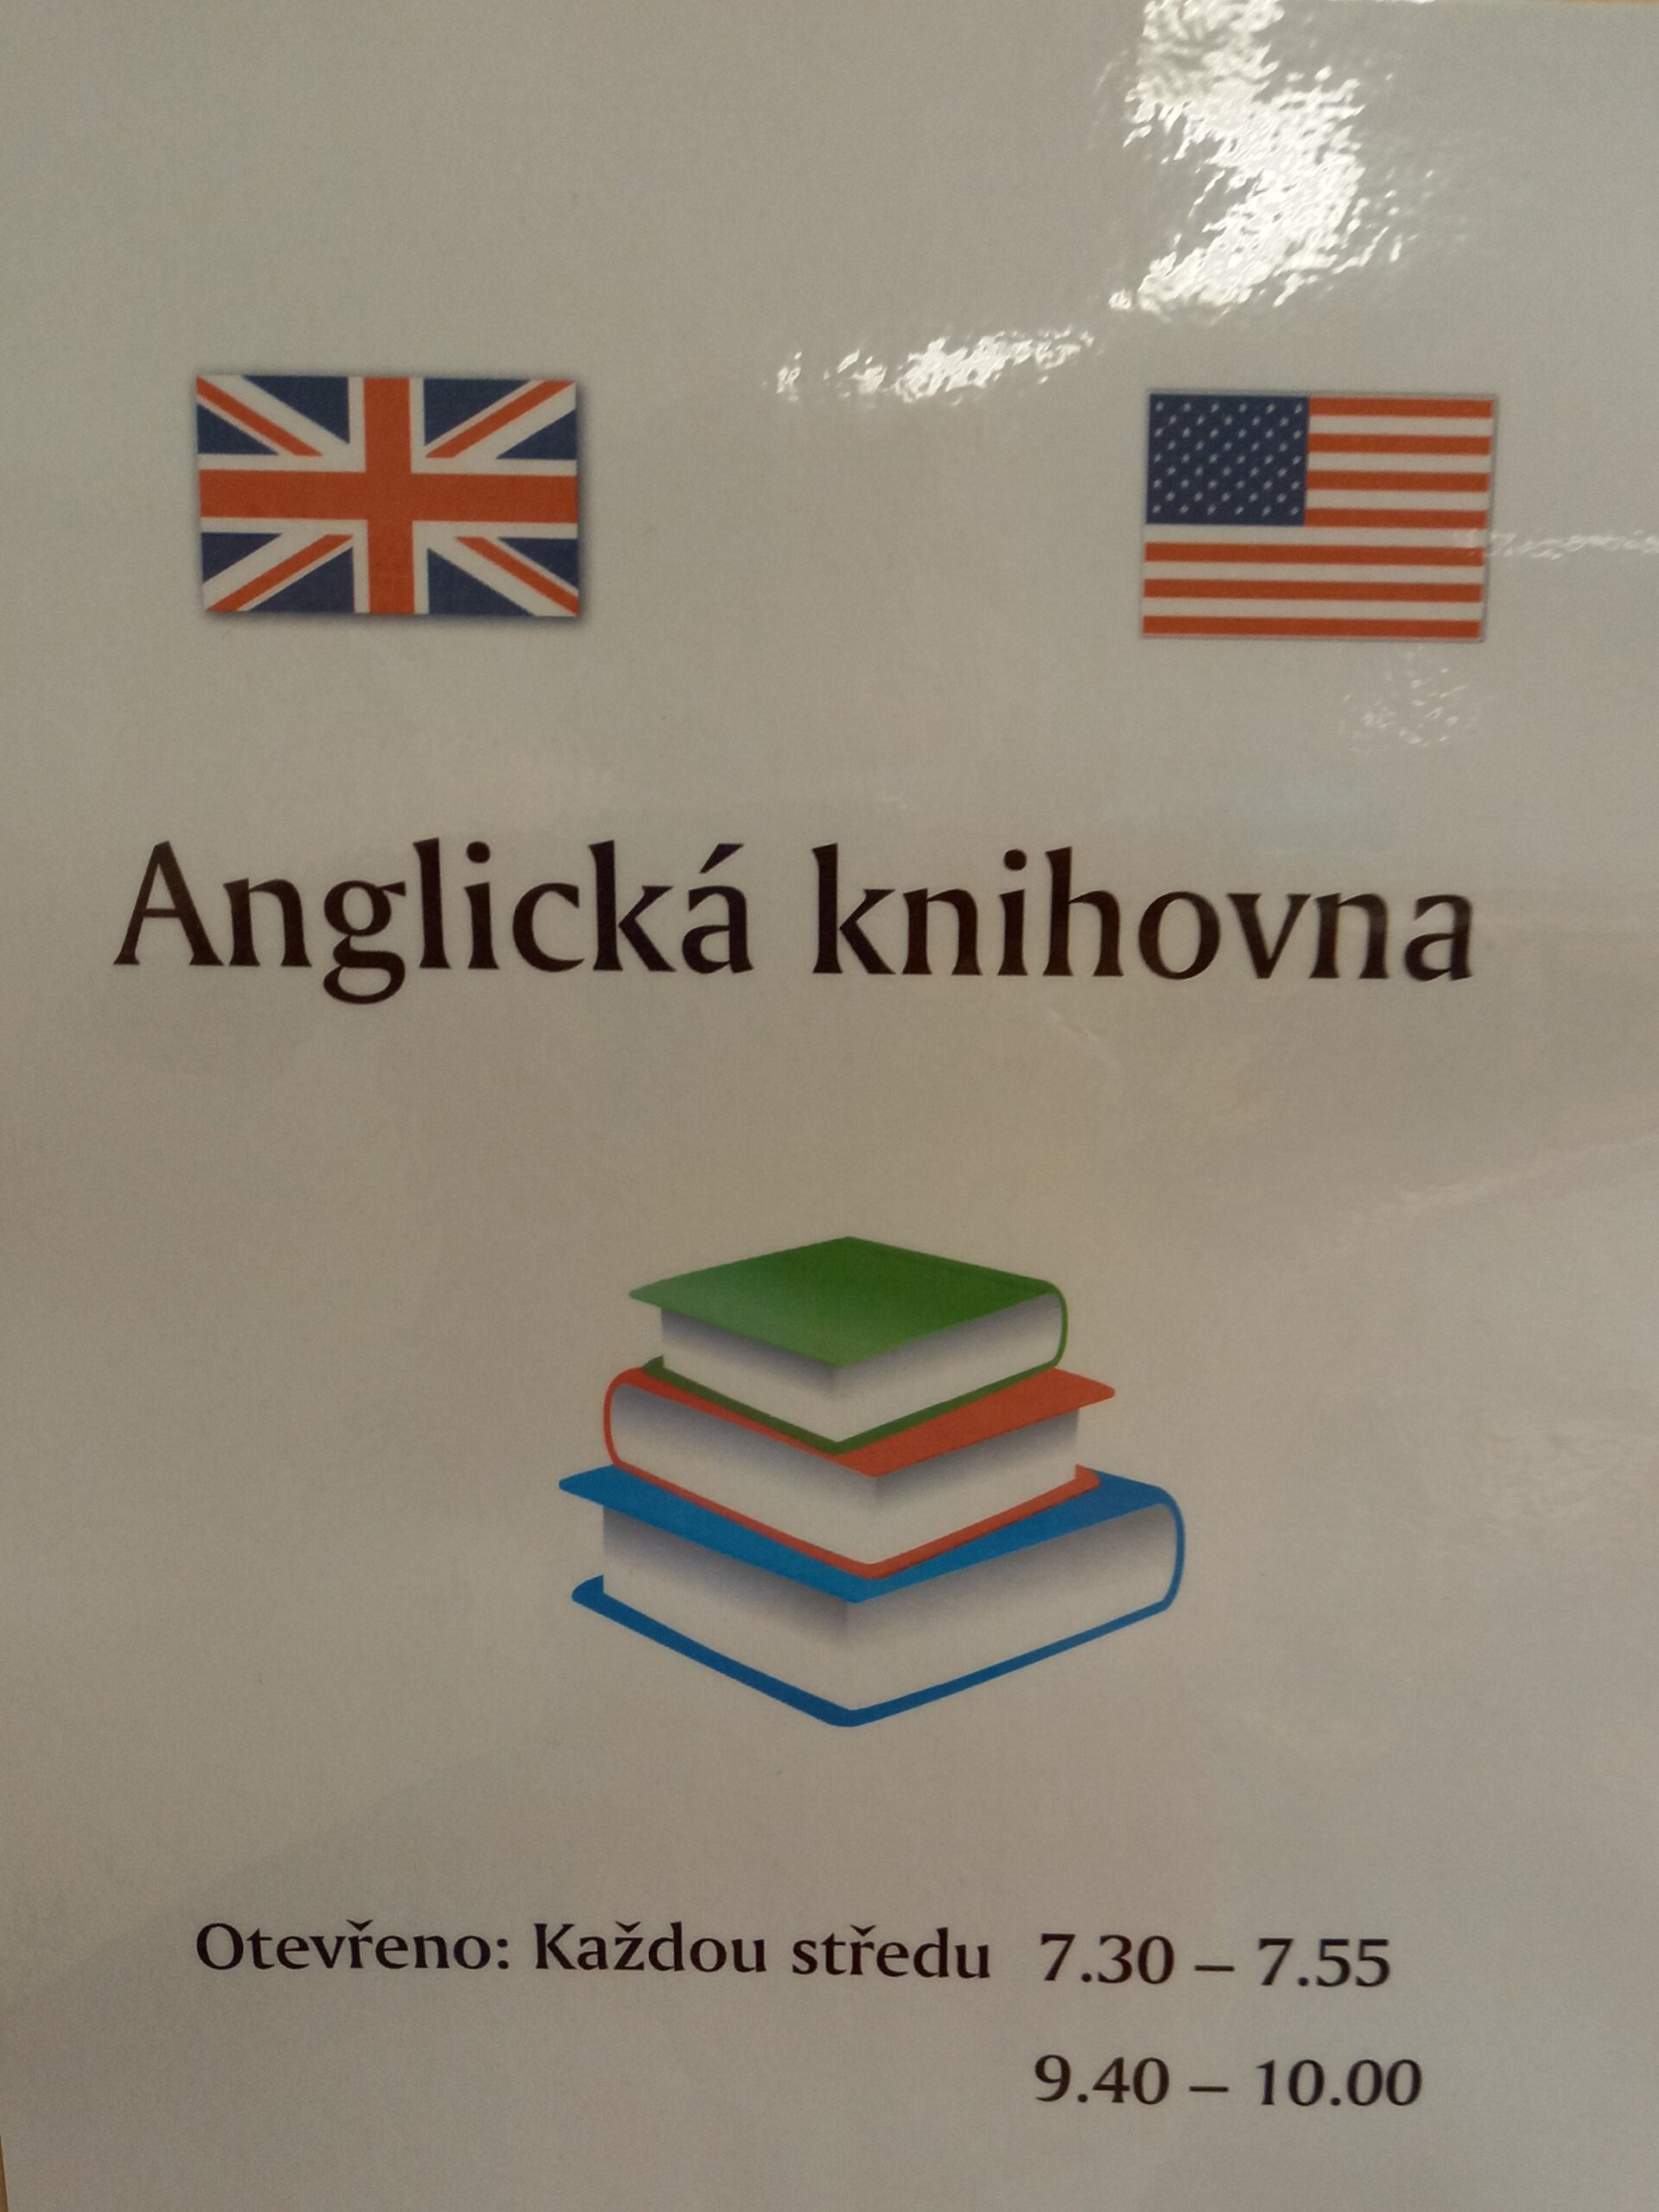 Anglická knihovna
Otevřeno: Každou středu 7.30 – 7.55
9.40 – 10.00